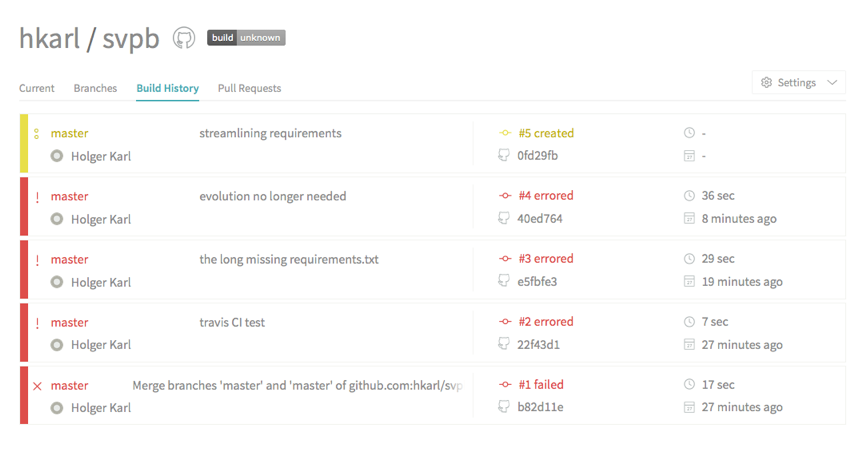 hkarl / svpb build unknown
Current Branches Build History Pull Requests Settings
master streamlining requirements #5 created -
Holger Karl 0fd29fb -
master evolution no longer needed #4 errored 36 sec
Holger Karl 40ed764 8 minutes ago
master the long missing requirements.txt #3 errored 29 sec
Holger Karl e5fbfe3 19 minutes ago
master travis CI test #2 errored 7 sec
Holger Karl 22f43d1 27 minutes ago
master Merge branches 'master' and 'master' of github.com:hkarl/svp #1 failed 17 sec
Holger Karl b82d11e 27 minutes ago